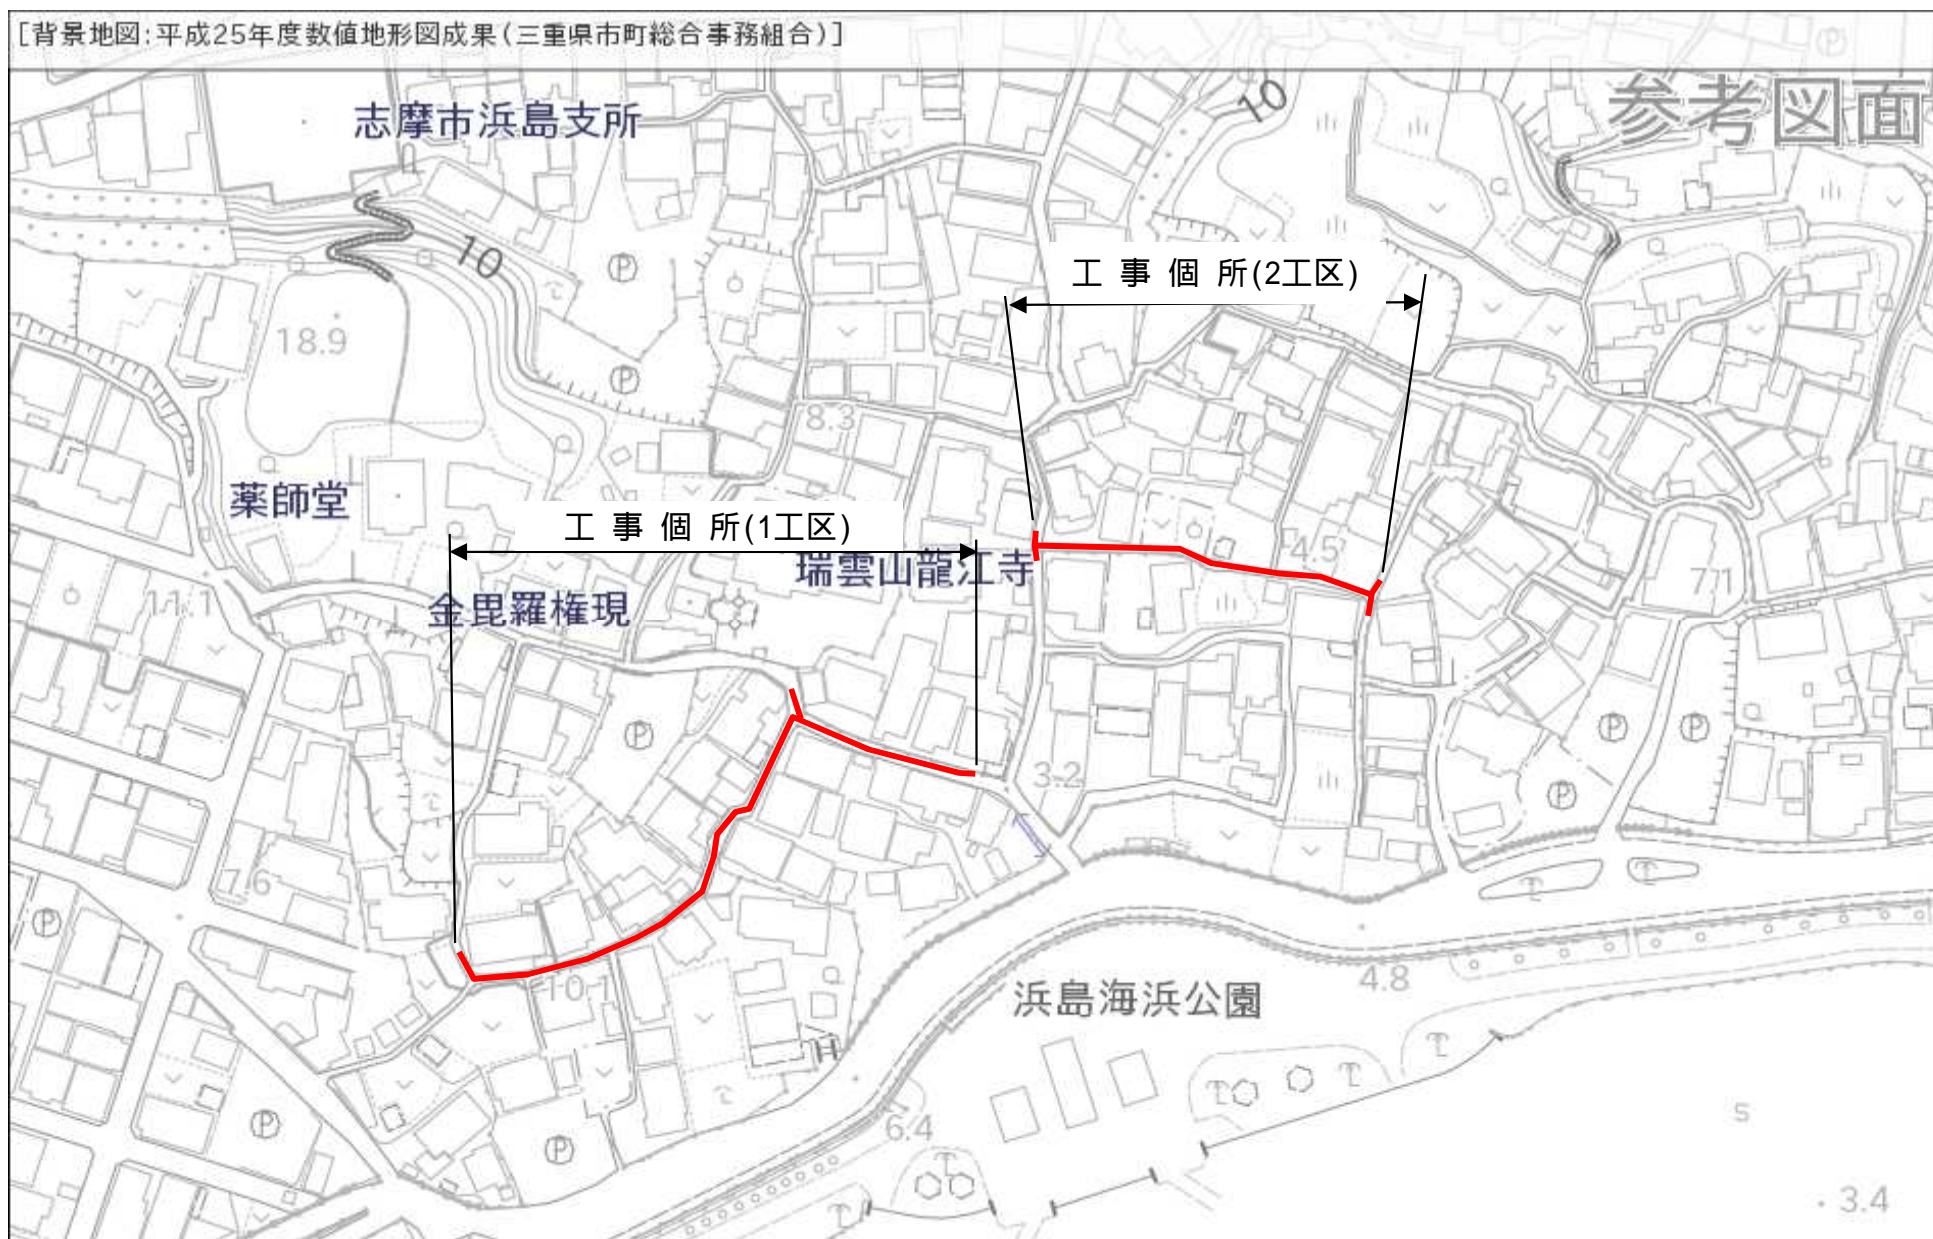 [背景地図:平成25年度数値地形図成果(三重県市町総合事務組合)]
参考図面
志摩市浜島支所
10
10
工 事 個 所(2工区)
18.9
8.3
薬師堂
工 事 個 所(1工区)
瑞雲山龍江寺
4.5
7.1
11.1
金毘羅権現
3.2
7.6
10.1
浜島海浜公園
4.8
6.4
S
3.4
P
P
P
P
P
P
P
P
P
P